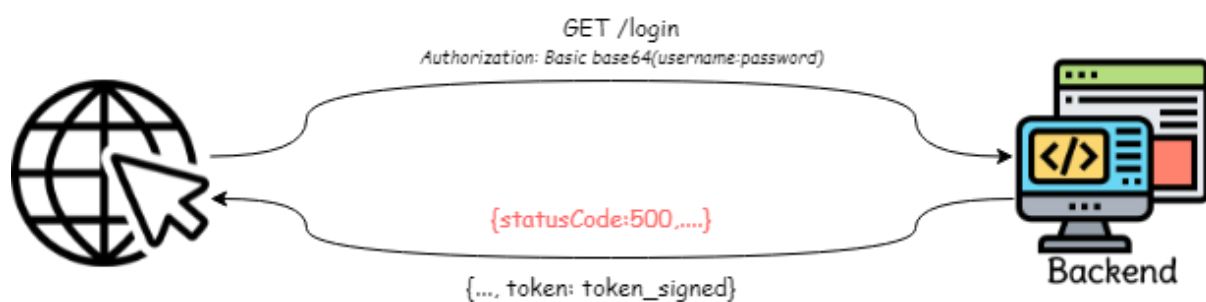 GET /login
Authorization: Basic base64(username:password)
</>
{statusCode:500,....}
{..., token: token_signed}
Backend